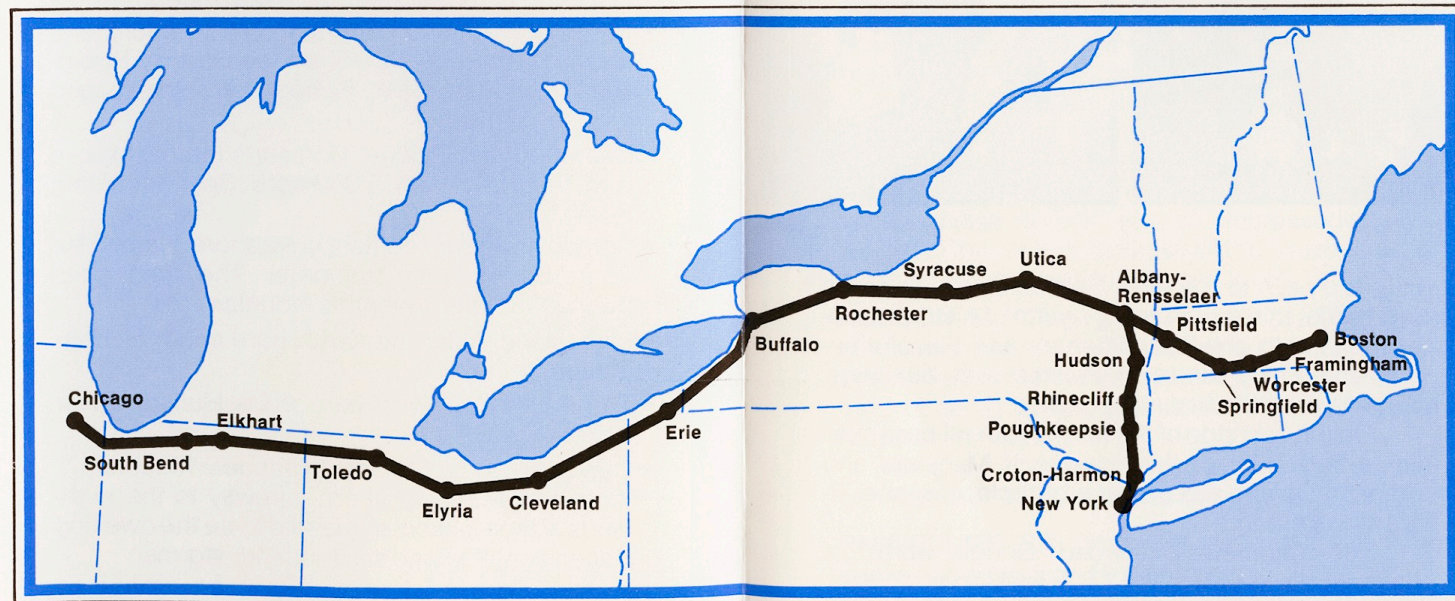 Chicago
South Bend
Elkhart
Toledo
Elyria
Cleveland
Erie
Buffalo
Rochester
Syracuse
Utica
Albany-
Rensselaer
Pittsfield
Springfield
Worcester
Framingham
Boston
Hudson
Rhinecliff
Poughkeepsie
Croton-Harmon
New York